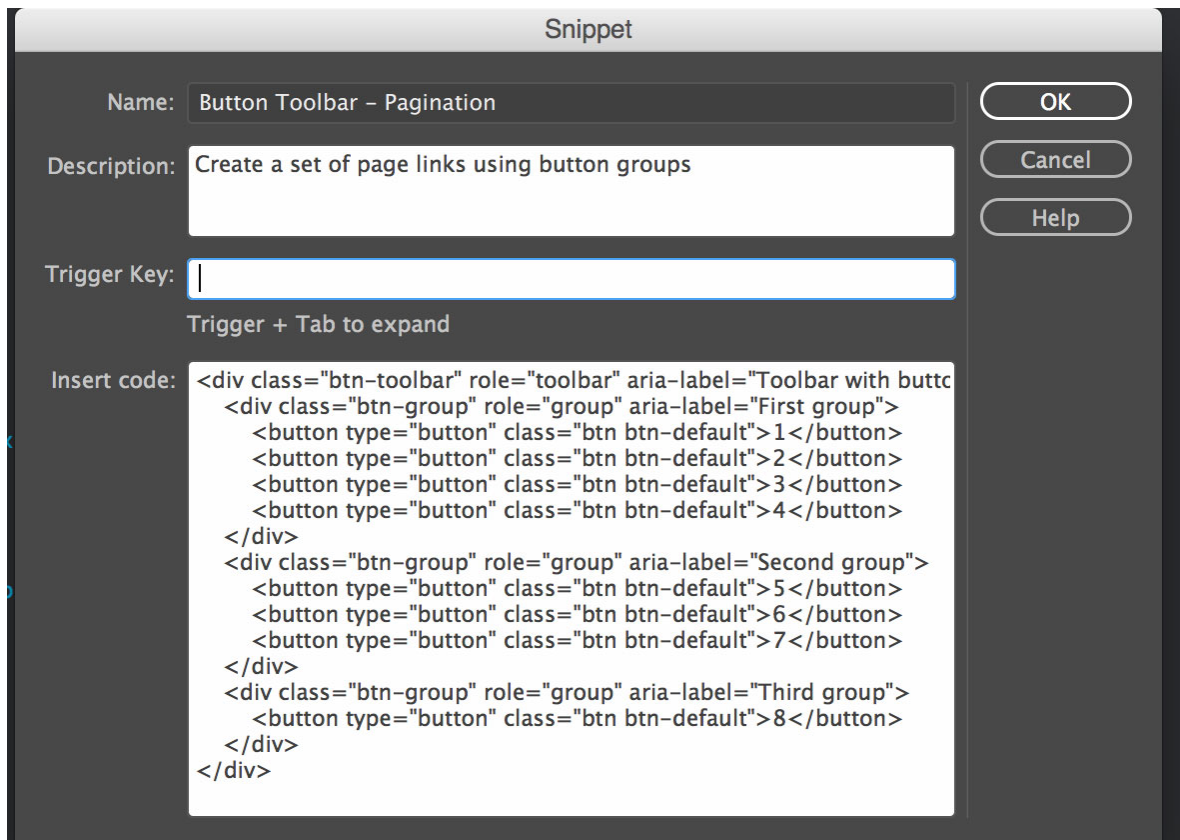 Snippet
Name: Button Toolbar – Pagination
OK
Description: Create a set of page links using button groups
Cancel
Help
Trigger Key:
Trigger + Tab to expand
Insert code: <div class="btn-toolbar" role="toolbar" aria-label="Toolbar with
<div class="btn-group" role="group" aria-label="First group">
<button type="button" class="btn btn-default">1</button>
<button type="button" class="btn btn-default">2</button>
<button type="button" class="btn btn-default">3</button>
<button type="button" class="btn btn-default">4</button>
</div>
<div class="btn-group" role="group" aria-label="Second group">
<button type="button" class="btn btn-default">5</button>
<button type="button" class="btn btn-default">6</button>
<button type="button" class="btn btn-default">7</button>
</div>
<div class="btn-group" role="group" aria-label="Third group">
<button type="button" class="btn btn-default">8</button>
</div>
</div>